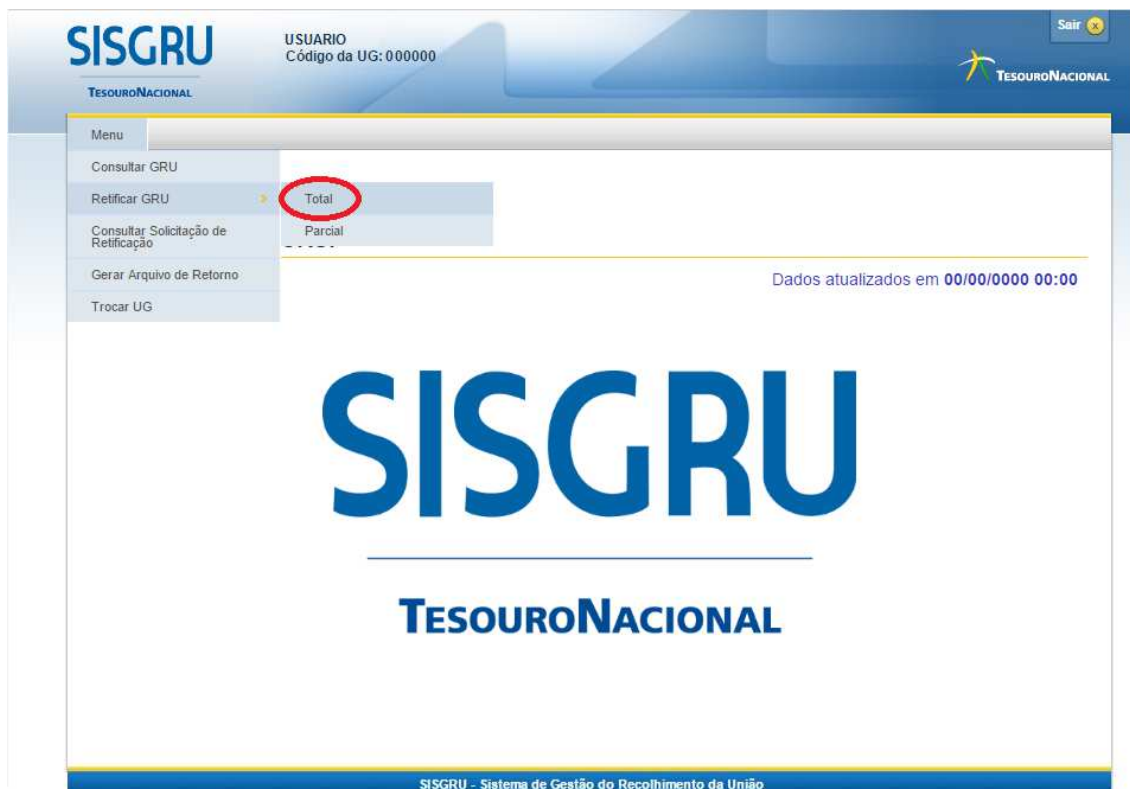 SISGRU
TESOURONACIONAL
USUARIO
Código da UG: 000000
Sair x
TESOURONACIONAL
Menu
Consultar GRU
Retificar GRU
Total
Consultar Solicitação de
Retificação
Parcial
Gerar Arquivo de Retorno
Dados atualizados em 00/00/0000 00:00
Trocar UG
SISGRU
TESOURONACIONAL
SISGRU - Sistema de Gestão do Recolhimento da União